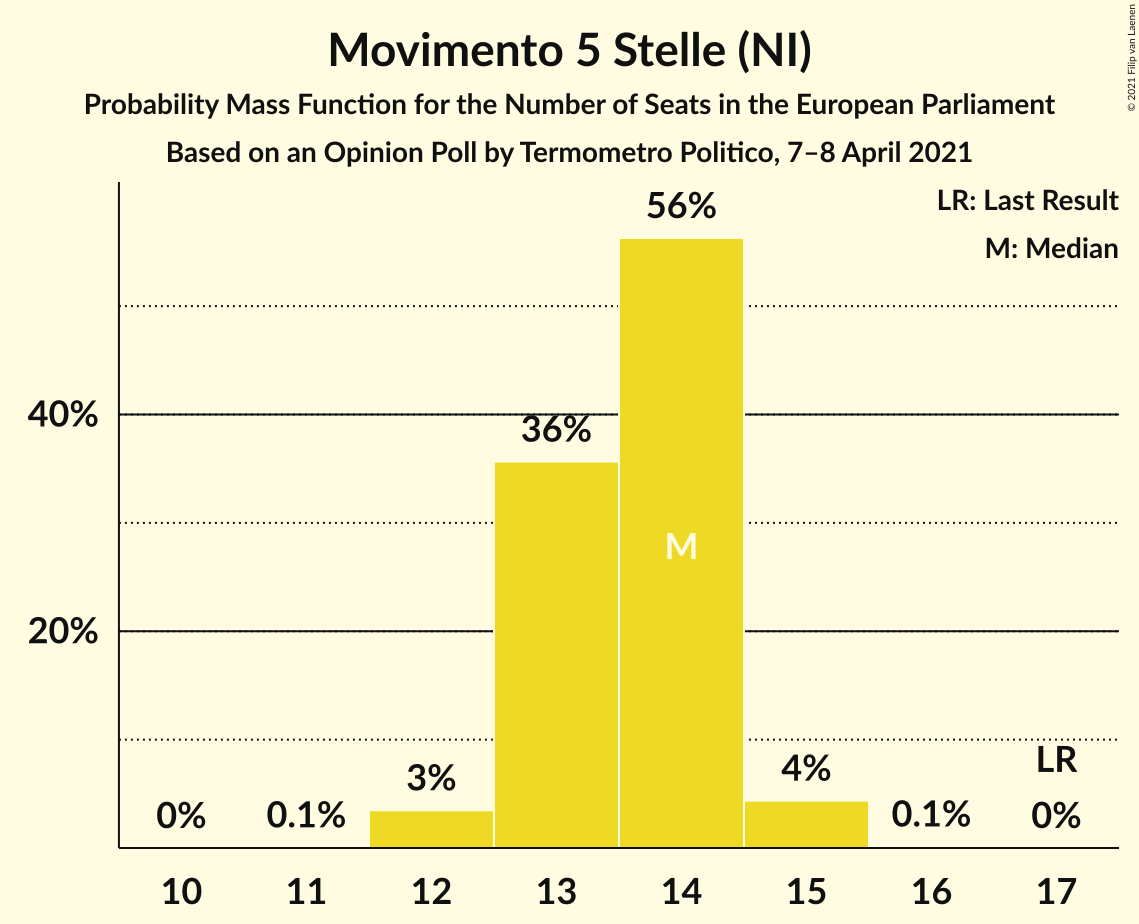 Movimento 5 Stelle (NI)
Probability Mass Function for the Number of Seats in the European Parliament
Based on an Opinion Poll by Termometro Politico, 7–8 April 2021
© 2021 Filip van Laenen
LR: Last Result
M: Median
56%
40%
36%
M
20%
LR
0%
0.1%
3%
4%
0.1%
0%
10 11 12 13 14 15 16 17